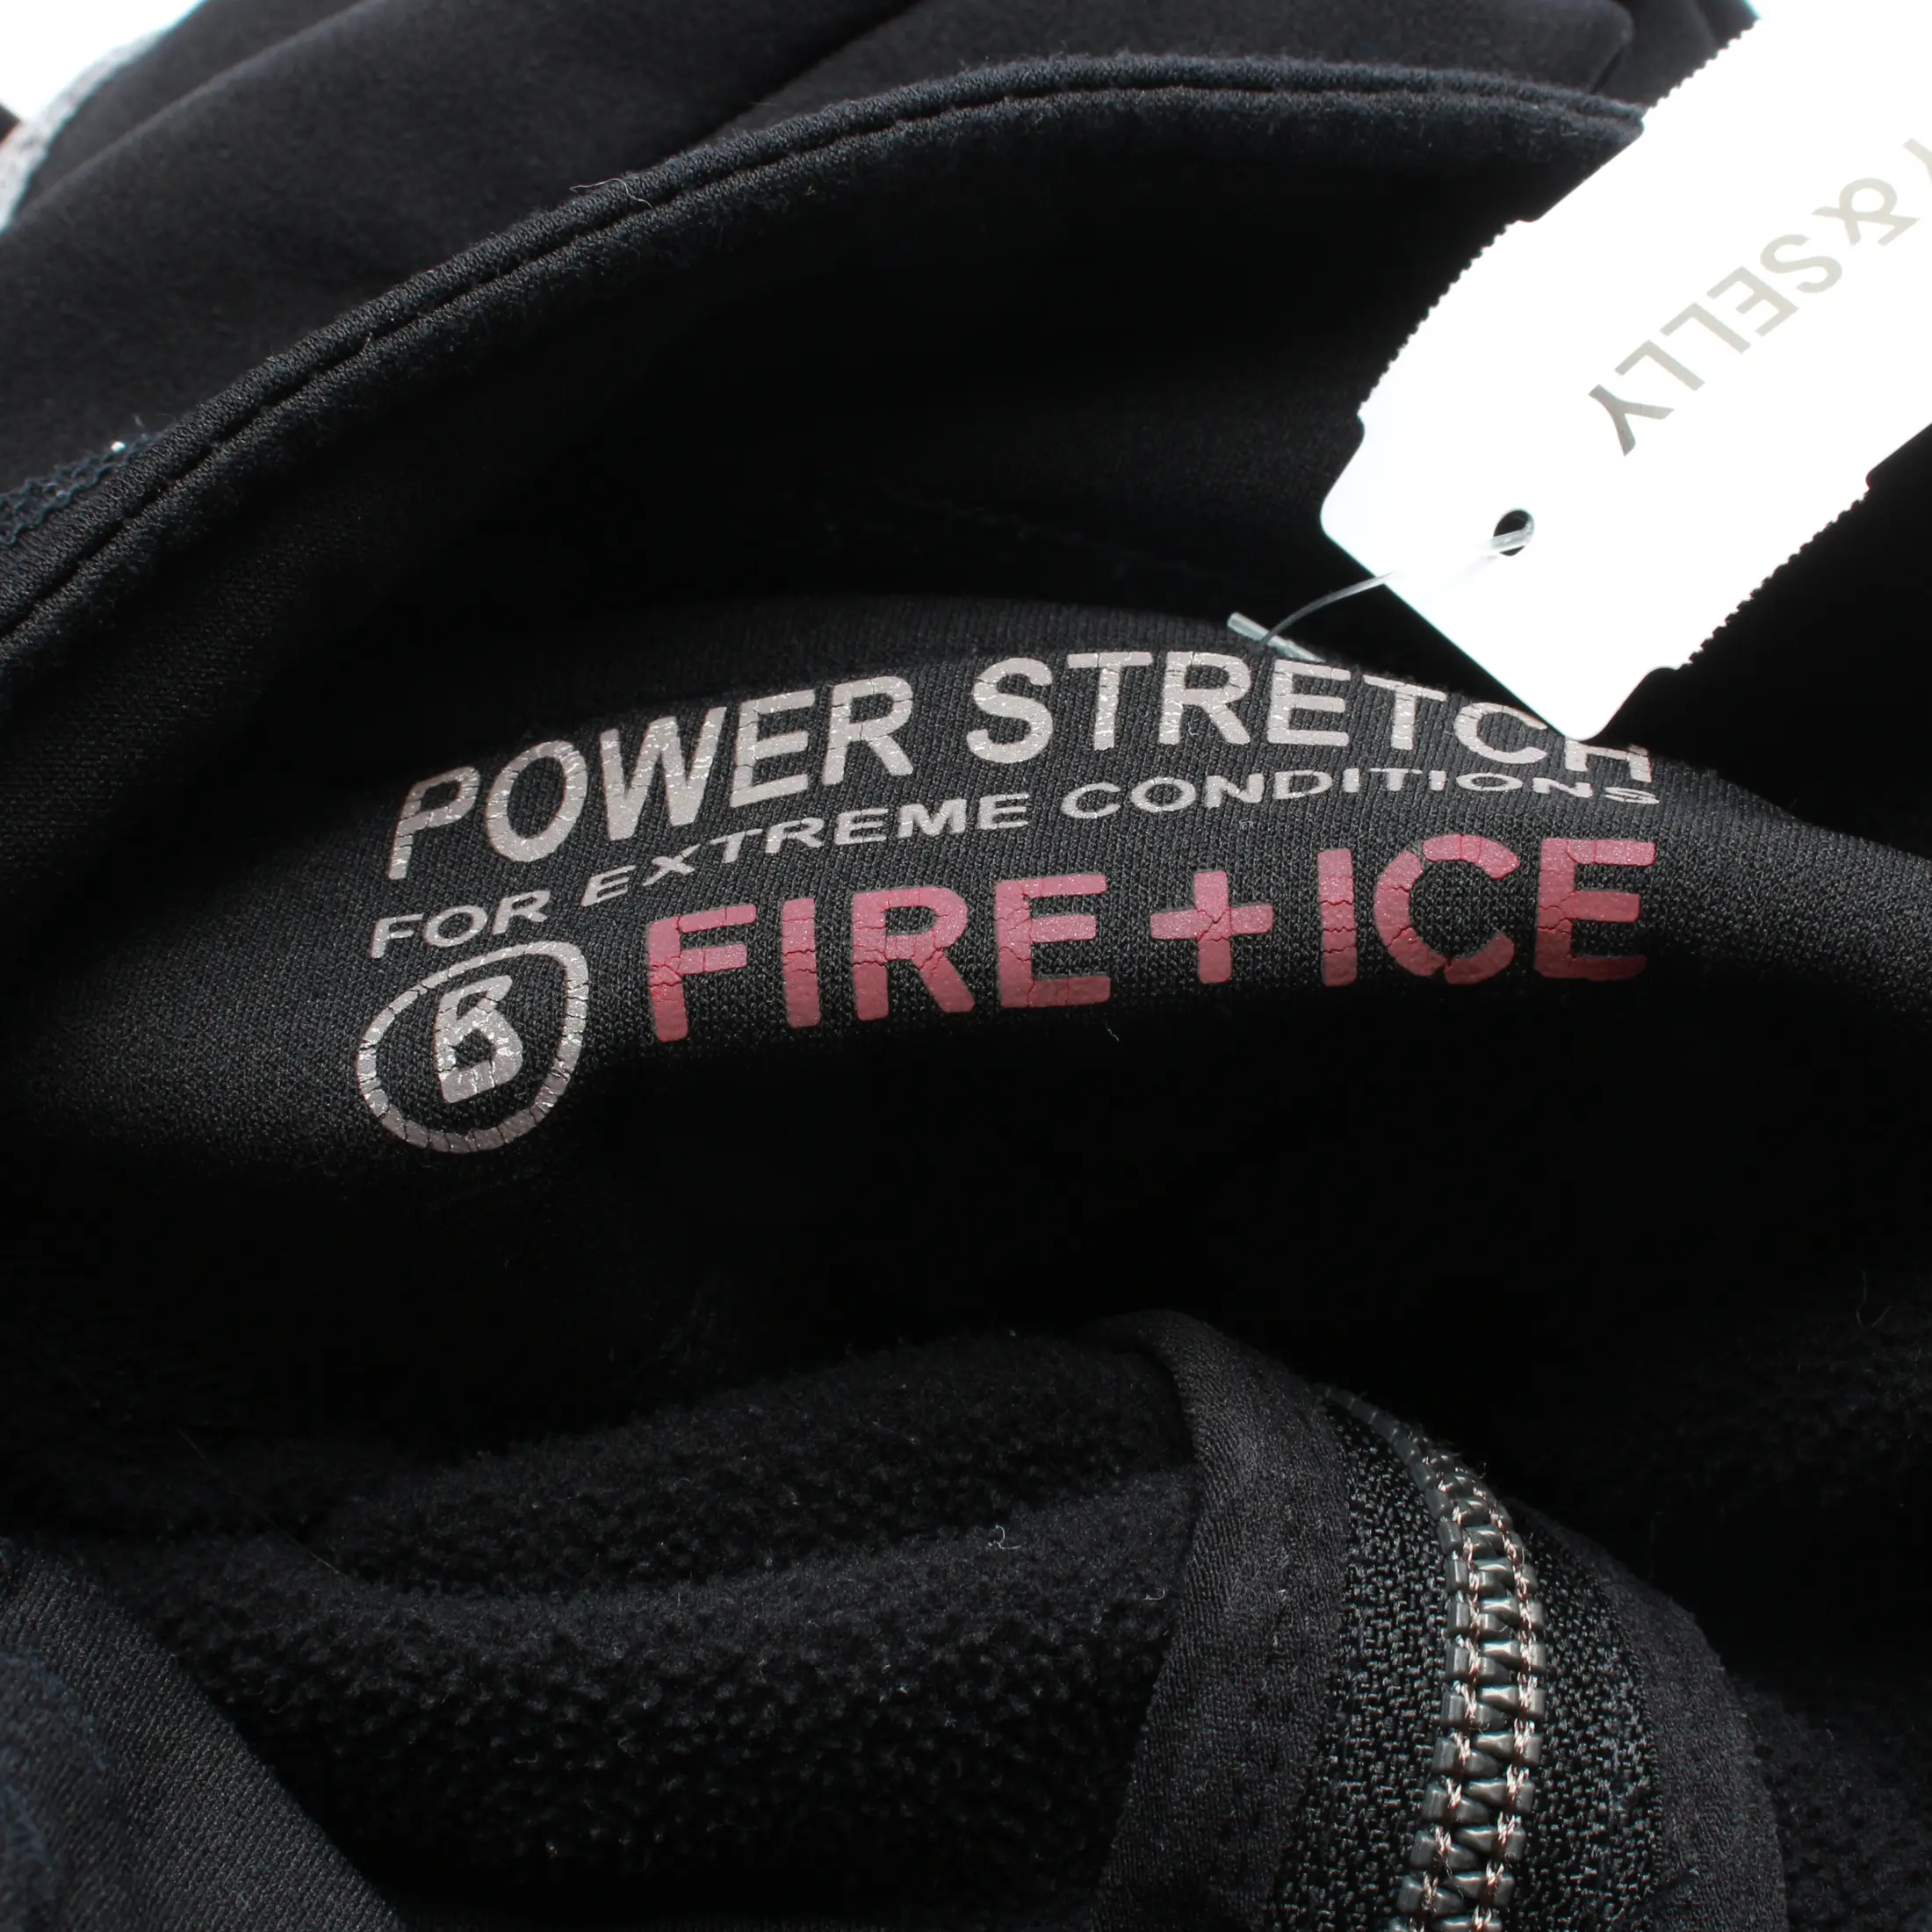 POWER STRETCH
FOR EXTREME CONDITIONS
B FIRE+ICE
&SELLY